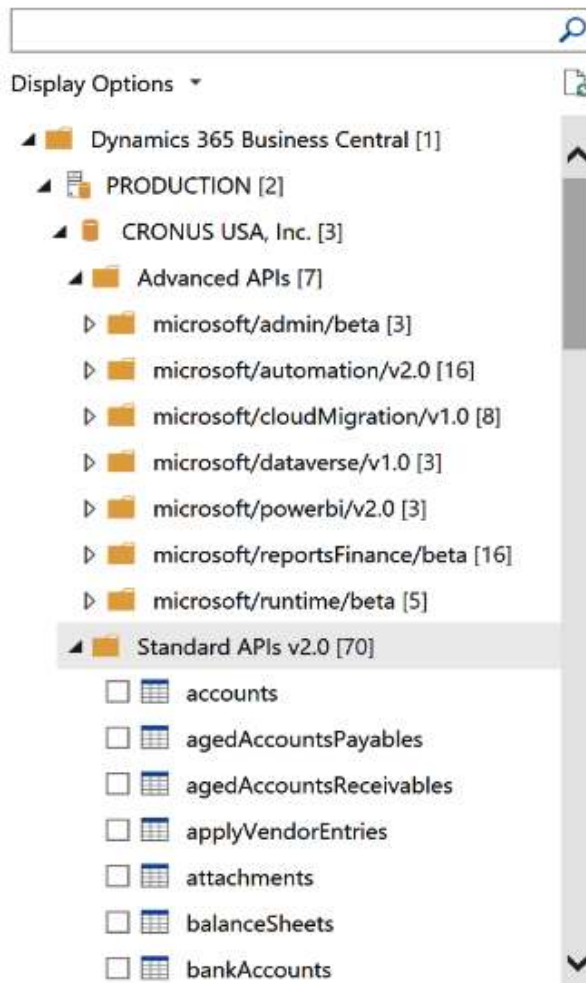 Display Options
Dynamics 365 Business Central [1]
PRODUCTION [2]
CRONUS USA, Inc. [3]
Advanced APIs [7]
microsoft/admin/beta [3]
microsoft/automation/v2.0 [16]
microsoft/cloudMigration/v1.0 [8]
microsoft/dataverse/v1.0 [3]
microsoft/powerbi/v2.0 [3]
microsoft/reportsFinance/beta [16]
microsoft/runtime/beta [5]
Standard APIs v2.0 [70]
accounts
agedAccountsPayables
agedAccountsReceivables
applyVendorEntries
attachments
balanceSheets
bankAccounts